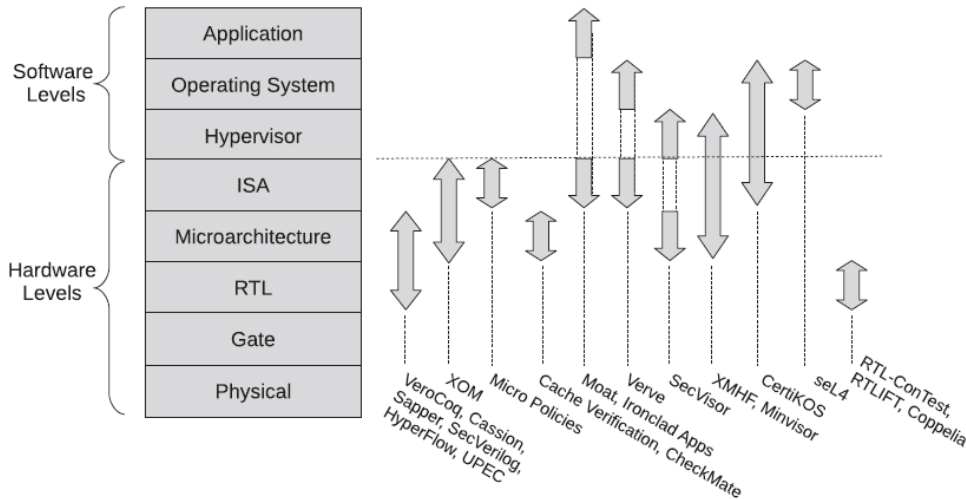 Application
Operating System
Hypervisor
ISA
Microarchitecture
RTL
Gate
Physical
Software
Levels
Hardware
Levels
VeroCoq, Cassion,
Sapper, SecVerilog,
HyperFlow, UPEC
XOM
Micro Policies
Cache Verification, CheckMate
Moat, Ironclad Apps
Verve
SecVisor
XMHF, Minvisor
CertiKOS
seL4
RTL-ConTest,
RTLIFT, Coppelia